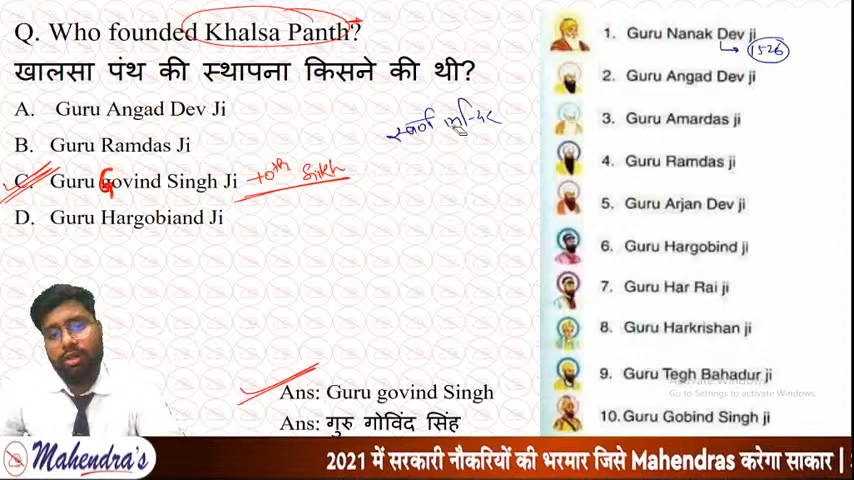 Q. Who founded Khalsa Panth?
खालसा पंथ की स्थापना किसने की थी?
A. Guru Angad Dev Ji
B. Guru Ramdas Ji
C. Guru Govind Singh Ji 10th Sikh
D. Guru Hargobiand Ji
स्वर्ण
Ans: Guru govind Singh
Ans: गुरु गोविंद सिंह
1. Guru Nanak Dev ji
1526
2. Guru Angad Dev ji
3. Guru Amardas ji
4. Guru Ramdas ji
5. Guru Arjan Dev ji
6. Guru Hargobind ji
7. Guru Har Rai ji
8. Guru Harkrishan ji
9. Guru Tegh Bahadur ji
Activate Windows
Go to Settings to activate Windows.
10. Guru Gobind Singh ji
Mahendra's
2021 में सरकारी नौकरियों की भरमार जिसे Mahendras करेगा साकार |